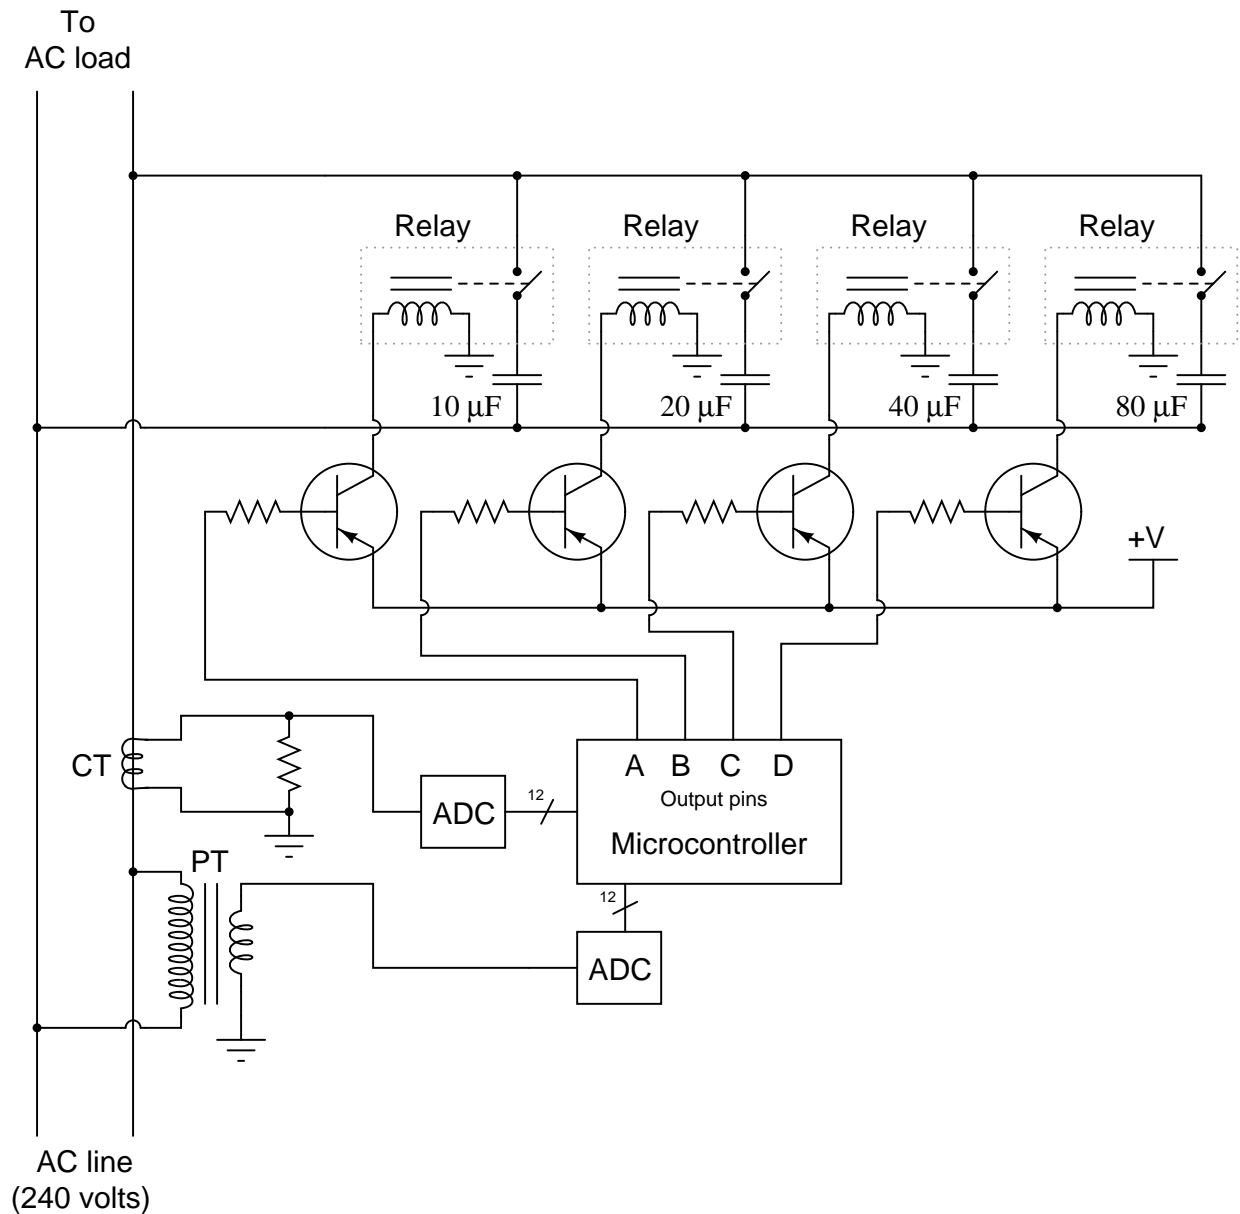 To
AC load
Relay
Relay
Relay
Relay
10 μF
20 μF
40 μF
80 μF
+V
CT
A B C D
Output pins
ADC
12
Microcontroller
PT
12
ADC
AC line
(240 volts)